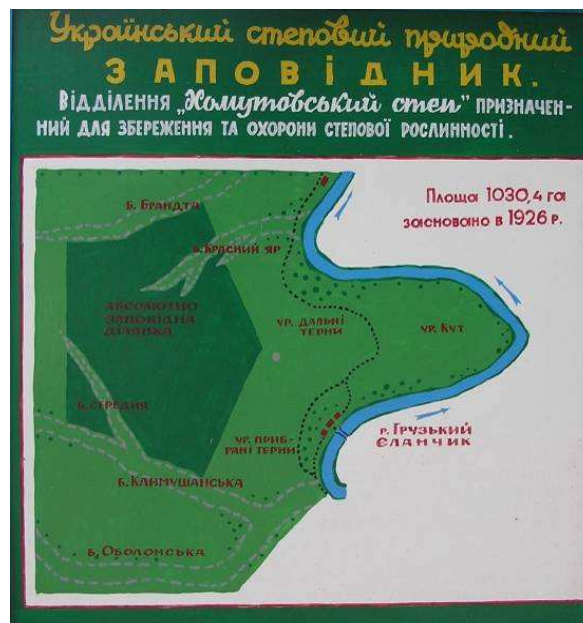 Український степовий природний
ЗАПОВІДНИК.
ВІДДІЛЕННЯ „Хомутовський степ" ПРИЗНАЧЕН-
НИЙ ДЛЯ ЗБЕРЕЖЕННЯ ТА ОХОРОНИ СТЕПОВОЇ РОСЛИННОСТІ.
Площа 1030,4 га
засновано в 1926 р.
Б. БРАНДТА
Б. КРАСНИЙ ЯР
АБСОЛЮТНО
ЗАПОВІДНА
ДІЛЯНКА
УР. ДАЛЬНІ
ТЕРНИ
УР. КУТ
Б. СЕРЕДНЯ
УР. ПРИБ-
РАНІ ТЕРНИ
р. ГРУЗЬКИЙ
ЄЛАНЧИК
Б. КЛИМУШАНСЬКА
Б. ОБОЛОНСЬКА